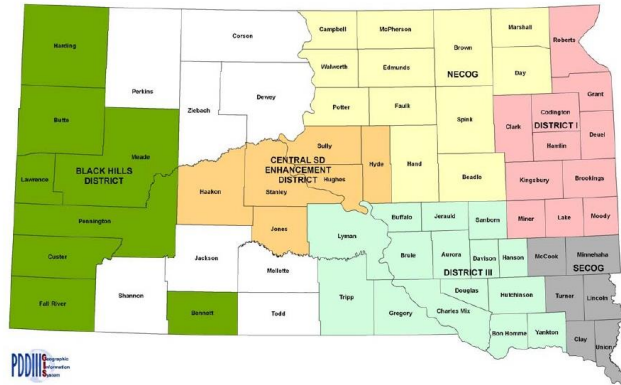 Harding
Perkins
Corson
Campbell
McPherson
Brown
Marshall
Roberts
Walworth
Edmunds
NECOG
Day
Butte
Ziebach
Dewey
Potter
Faulk
Spink
Grant
Codington
Clark
DISTRICT I
Deuel
Hamlin
Meade
Sully
Hyde
Hand
Beadle
Lawrence
BLACK HILLS
DISTRICT
CENTRAL SD
ENHANCEMENT
DISTRICT
Hughes
Stanley
Haakon
Kingsbury
Brookings
Pennington
Jones
Lyman
Buffalo
Jerauld
Sanborn
Miner
Lake
Moody
Custer
Jackson
Mellette
Brule
Aurora
Davison
Hanson
McCook
Minnehaha
DISTRICT III
SECOG
Fall River
Shannon
Bennett
Todd
Tripp
Gregory
Douglas
Charles Mix
Hutchinson
Turner
Lincoln
Bon Homme
Yankton
Clay
Union
PDDIII
Geographic
Information
System